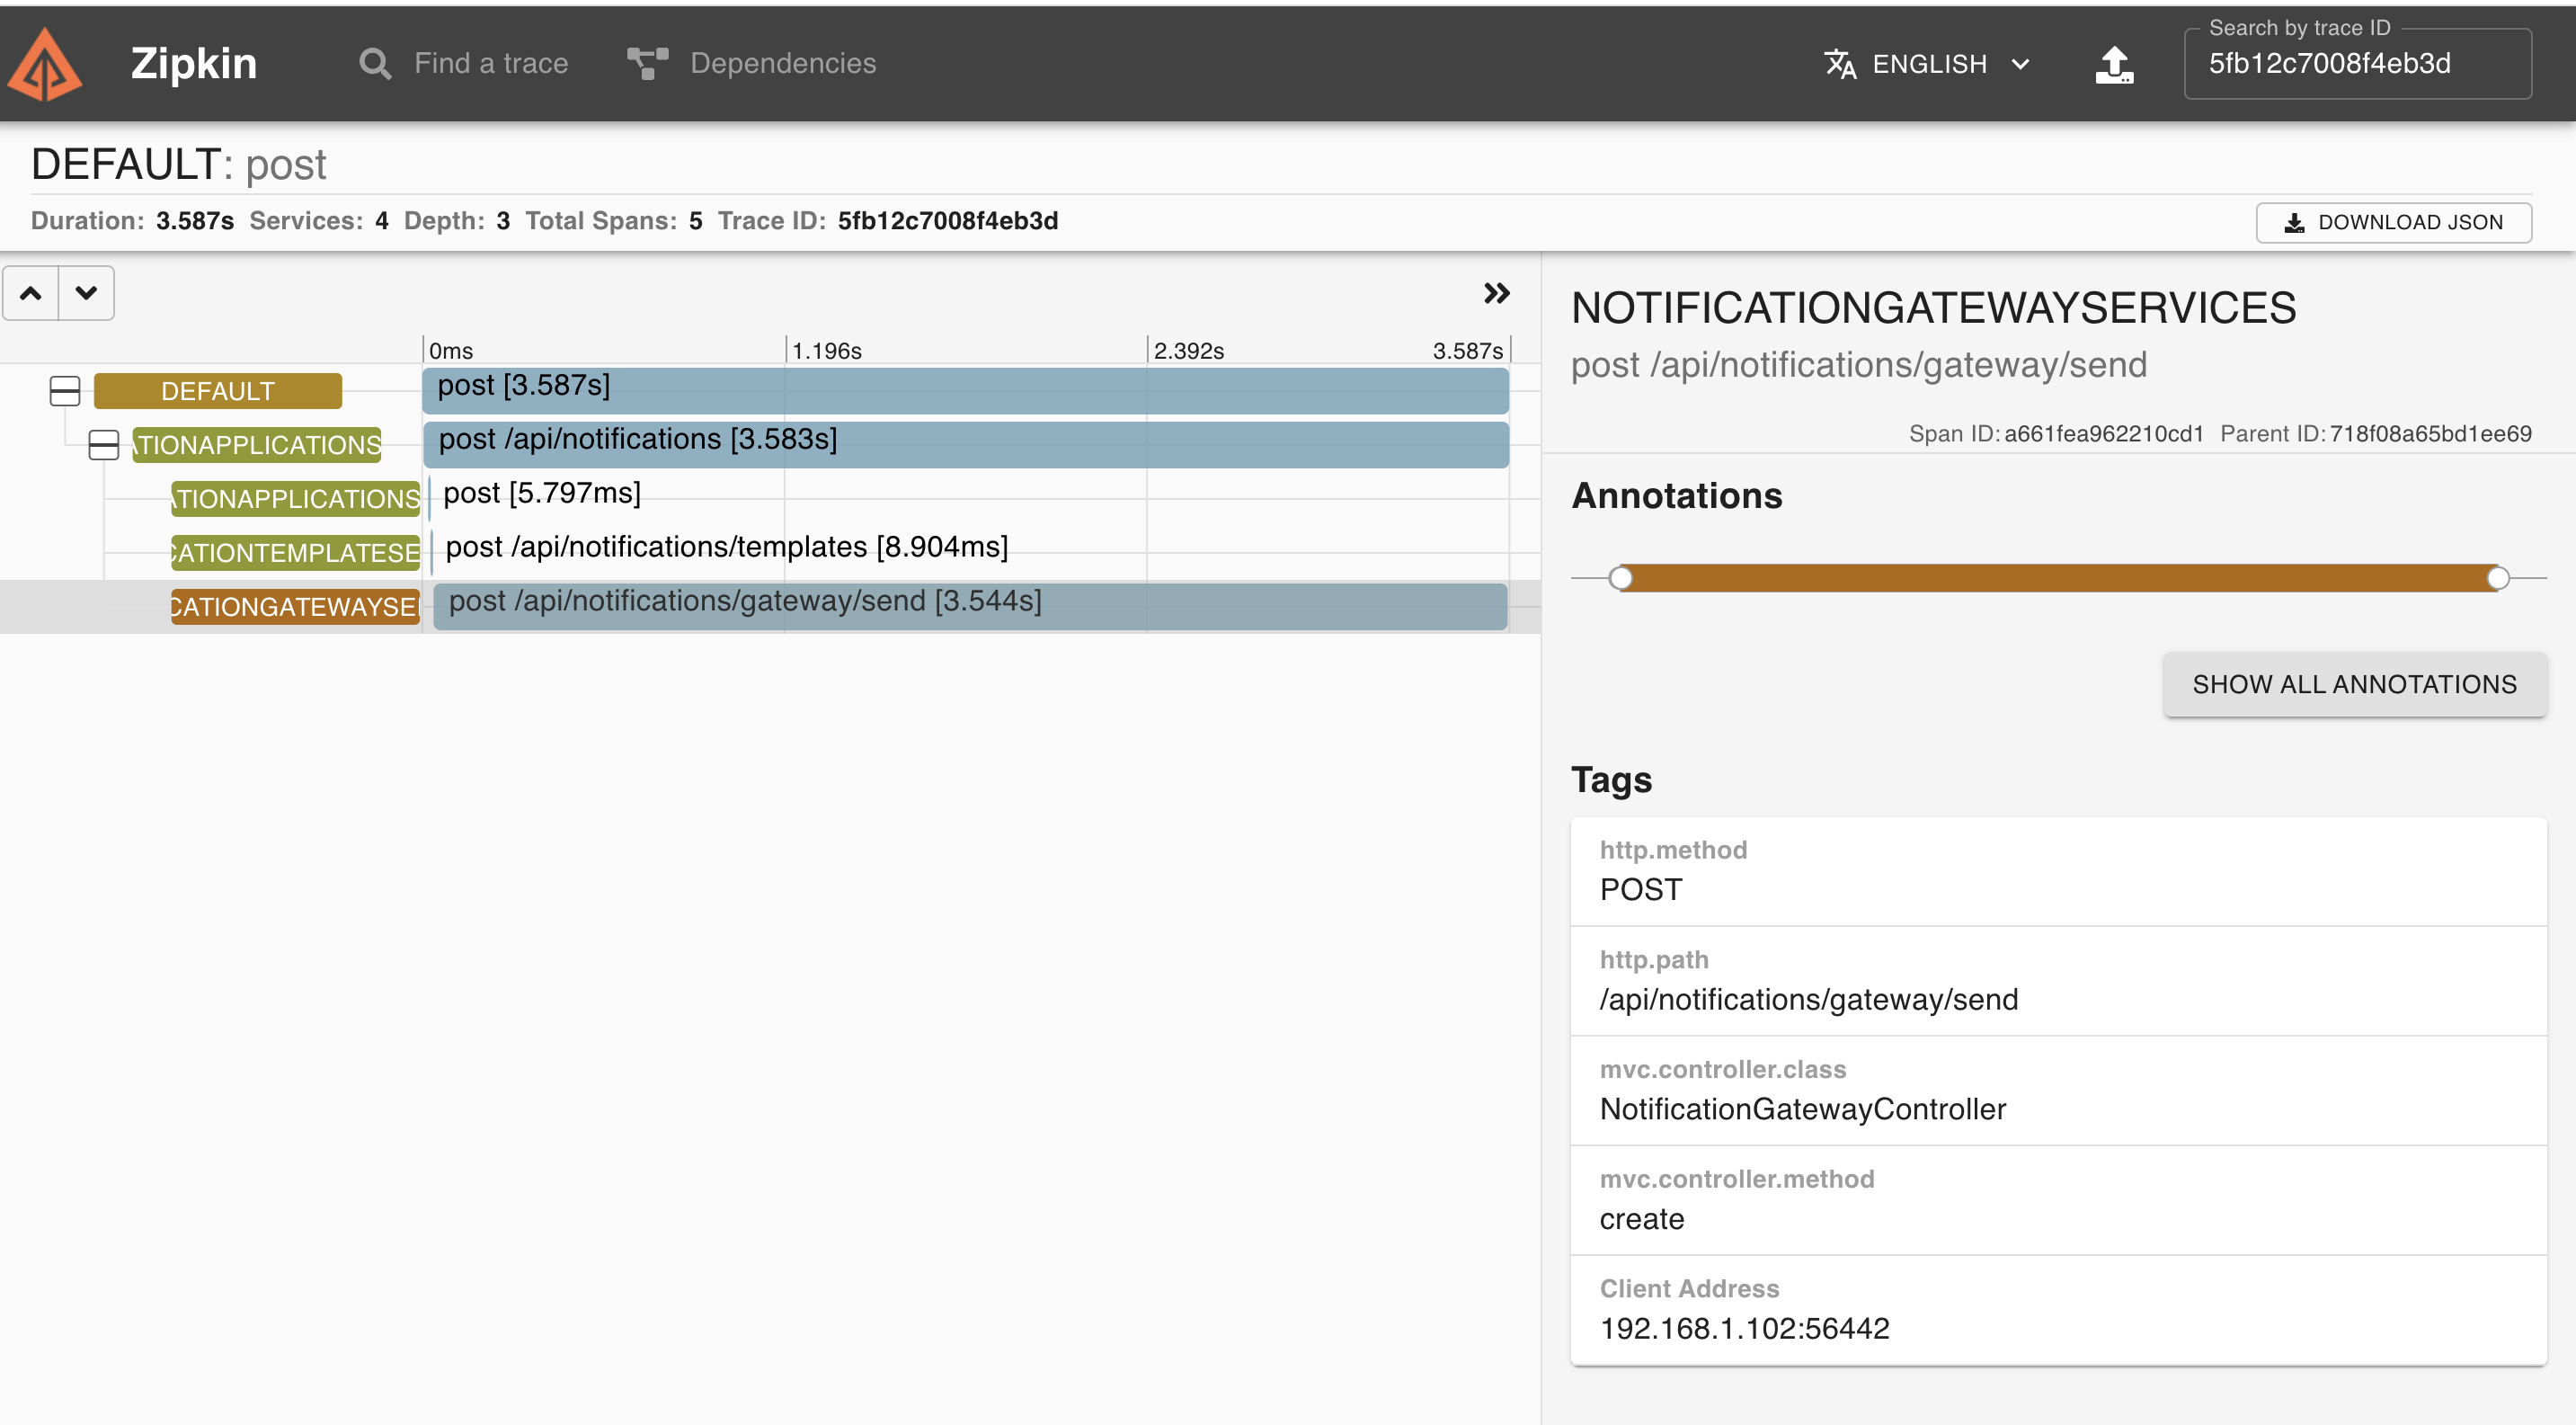 Zipkin
Find a trace
Dependencies
ENGLISH
Search by trace ID
5fb12c7008f4eb3d
DEFAULT: post
Duration: 3.587s Services: 4 Depth: 3 Total Spans: 5 Trace ID: 5fb12c7008f4eb3d
DOWNLOAD JSON
0ms
1.196s
2.392s
3.587s
DEFAULT
post [3.587s]
ATIONAPPLICATIONS
post /api/notifications [3.583s]
ATIONAPPLICATIONS
post [5.797ms]
CATIONTEMPLATESE
post /api/notifications/templates [8.904ms]
CATIONGATEWAYSE
post /api/notifications/gateway/send [3.544s]
NOTIFICATIONGATEWAYSERVICES
post /api/notifications/gateway/send
Span ID: a661fea962210cd1 Parent ID: 718f08a65bd1ee69
Annotations
SHOW ALL ANNOTATIONS
Tags
http.method
POST
http.path
/api/notifications/gateway/send
mvc.controller.class
NotificationGatewayController
mvc.controller.method
create
Client Address
192.168.1.102:56442